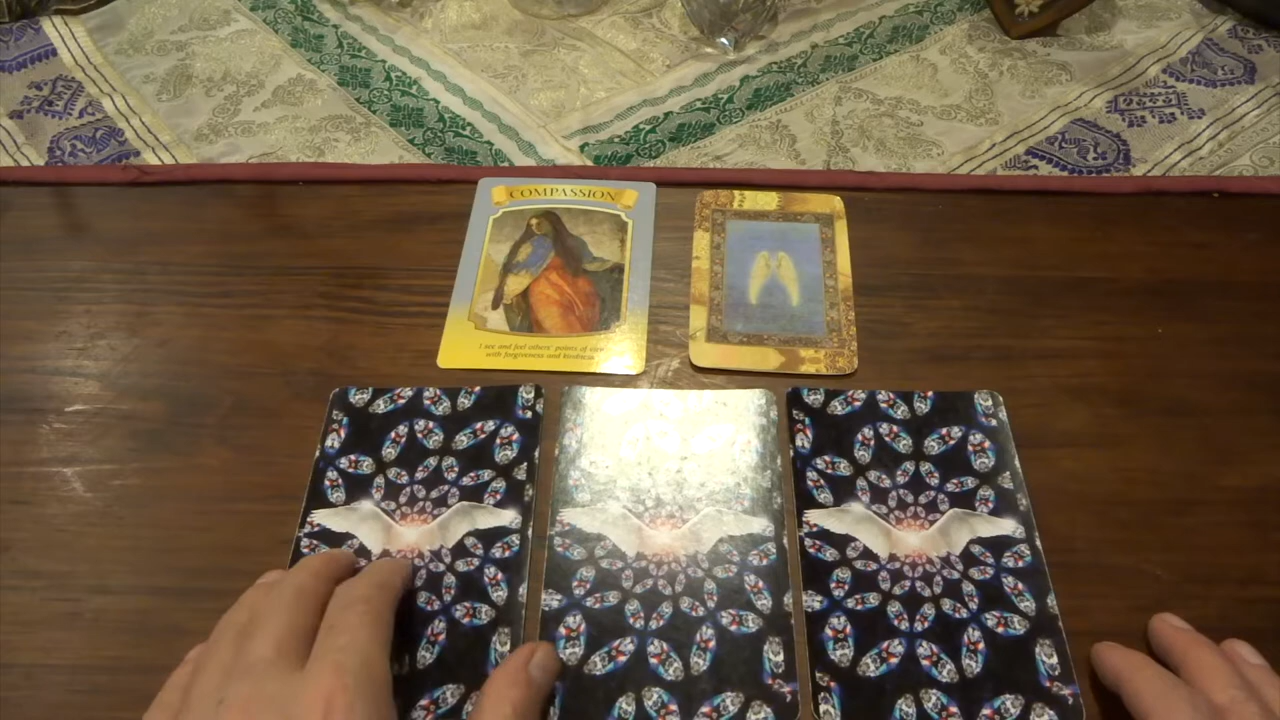 COMPASSION
I see and feel others' points of view
with forgiveness and kindness.